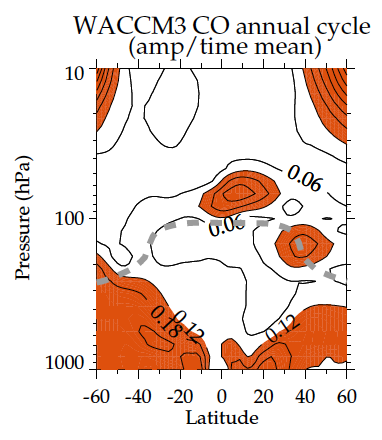 WACCM3 CO annual cycle
(amp/time mean)
10
0.06
100
0.06
0.18
0.12
0.12
1000
-60 -40 -20 0 20 40 60
Latitude
Pressure (hPa)